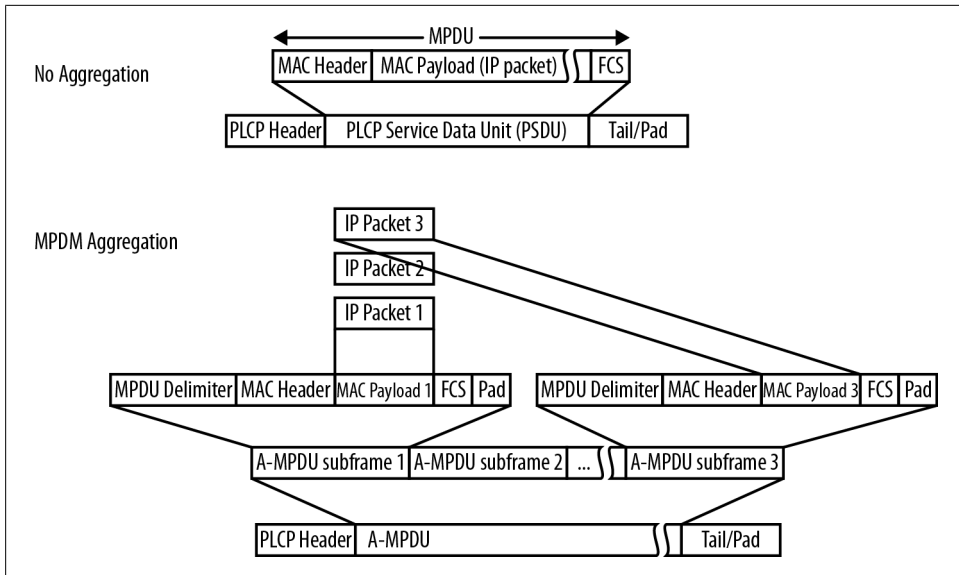 MPDU
No Aggregation
MAC Header MAC Payload (IP packet) FCS
PLCP Header PLCP Service Data Unit (PSDU) Tail/Pad
IP Packet 3
MPDM Aggregation
IP Packet 2
IP Packet 1
MPDU Delimiter MAC Header MAC Payload 1 FCS Pad MPDU Delimiter MAC Header MAC Payload 3 FCS Pad
A-MPDU subframe 1 A-MPDU subframe 2 ... A-MPDU subframe 3
PLCP Header A-MPDU Tail/Pad